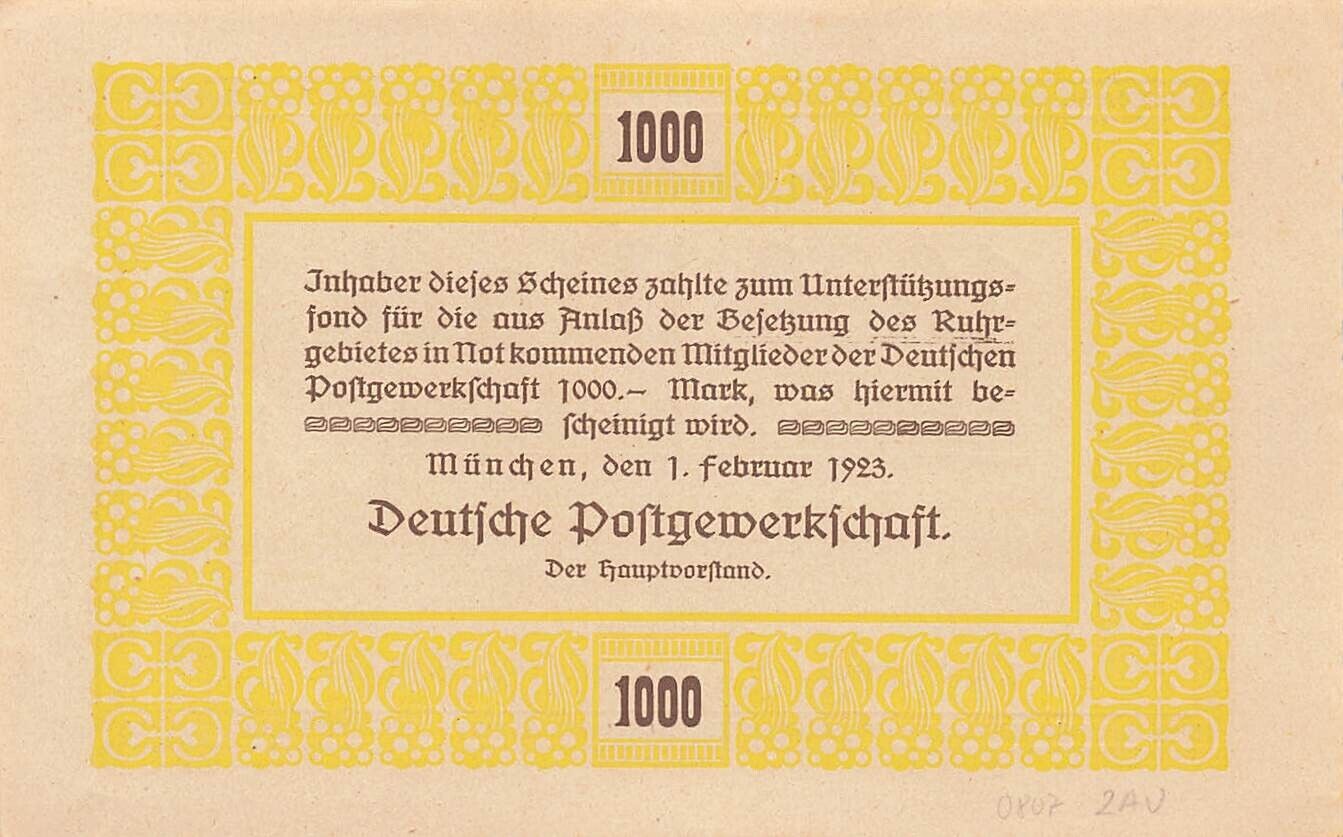 1000
Inhaber dieses Scheines zahlte zum Unterstützungs=
fond für die aus Anlaß der Besetzung des Ruhr=
gebietes in Not kommenden Mitglieder der Deutschen
Postgewerkschaft 1000.– Mark, was hiermit be=
scheinigt wird.
München, den 1. Februar 1923.
Deutsche Postgewerkschaft.
Der Hauptvorstand.
1000